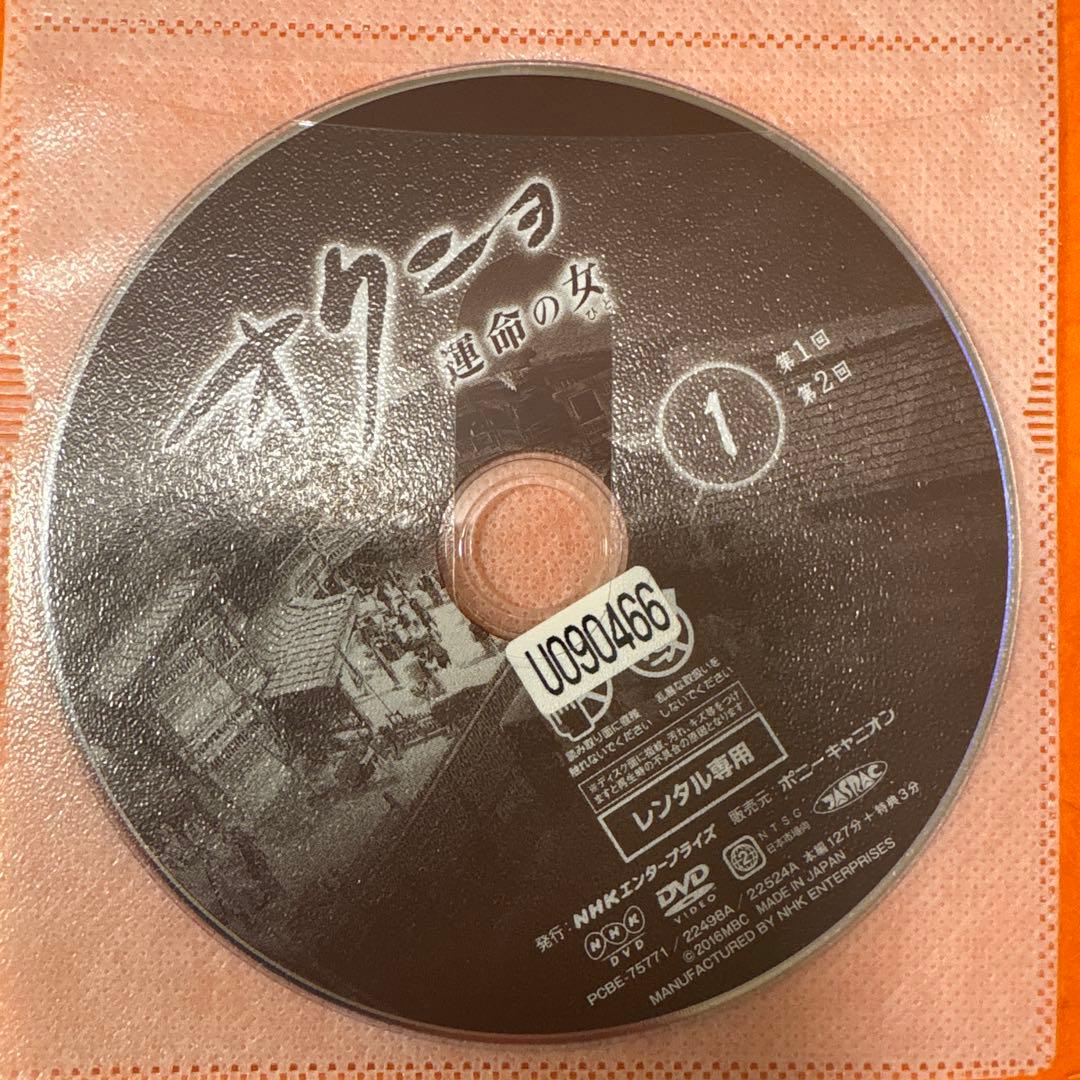 オクニョ
運命の女
ひと
1
第1回
第2回
U090466
読み取り面に直接
触れないでください
乱暴な取扱いを
しないでください
※ディスク面に指紋、汚れ、キズ等をつけ
ますと再生時の不具合の原因となります
レンタル専用
発行：NHKエンタープライズ 販売元：ポニーキャニオン
NHK
DVD
DVD
VIDEO
2
NTSC
日本市場向
JASRAC
PCBE-75771／22498A／22524A 本編127分＋特典3分
©2016MBC MADE IN JAPAN
MANUFACTURED BY NHK ENTERPRISES